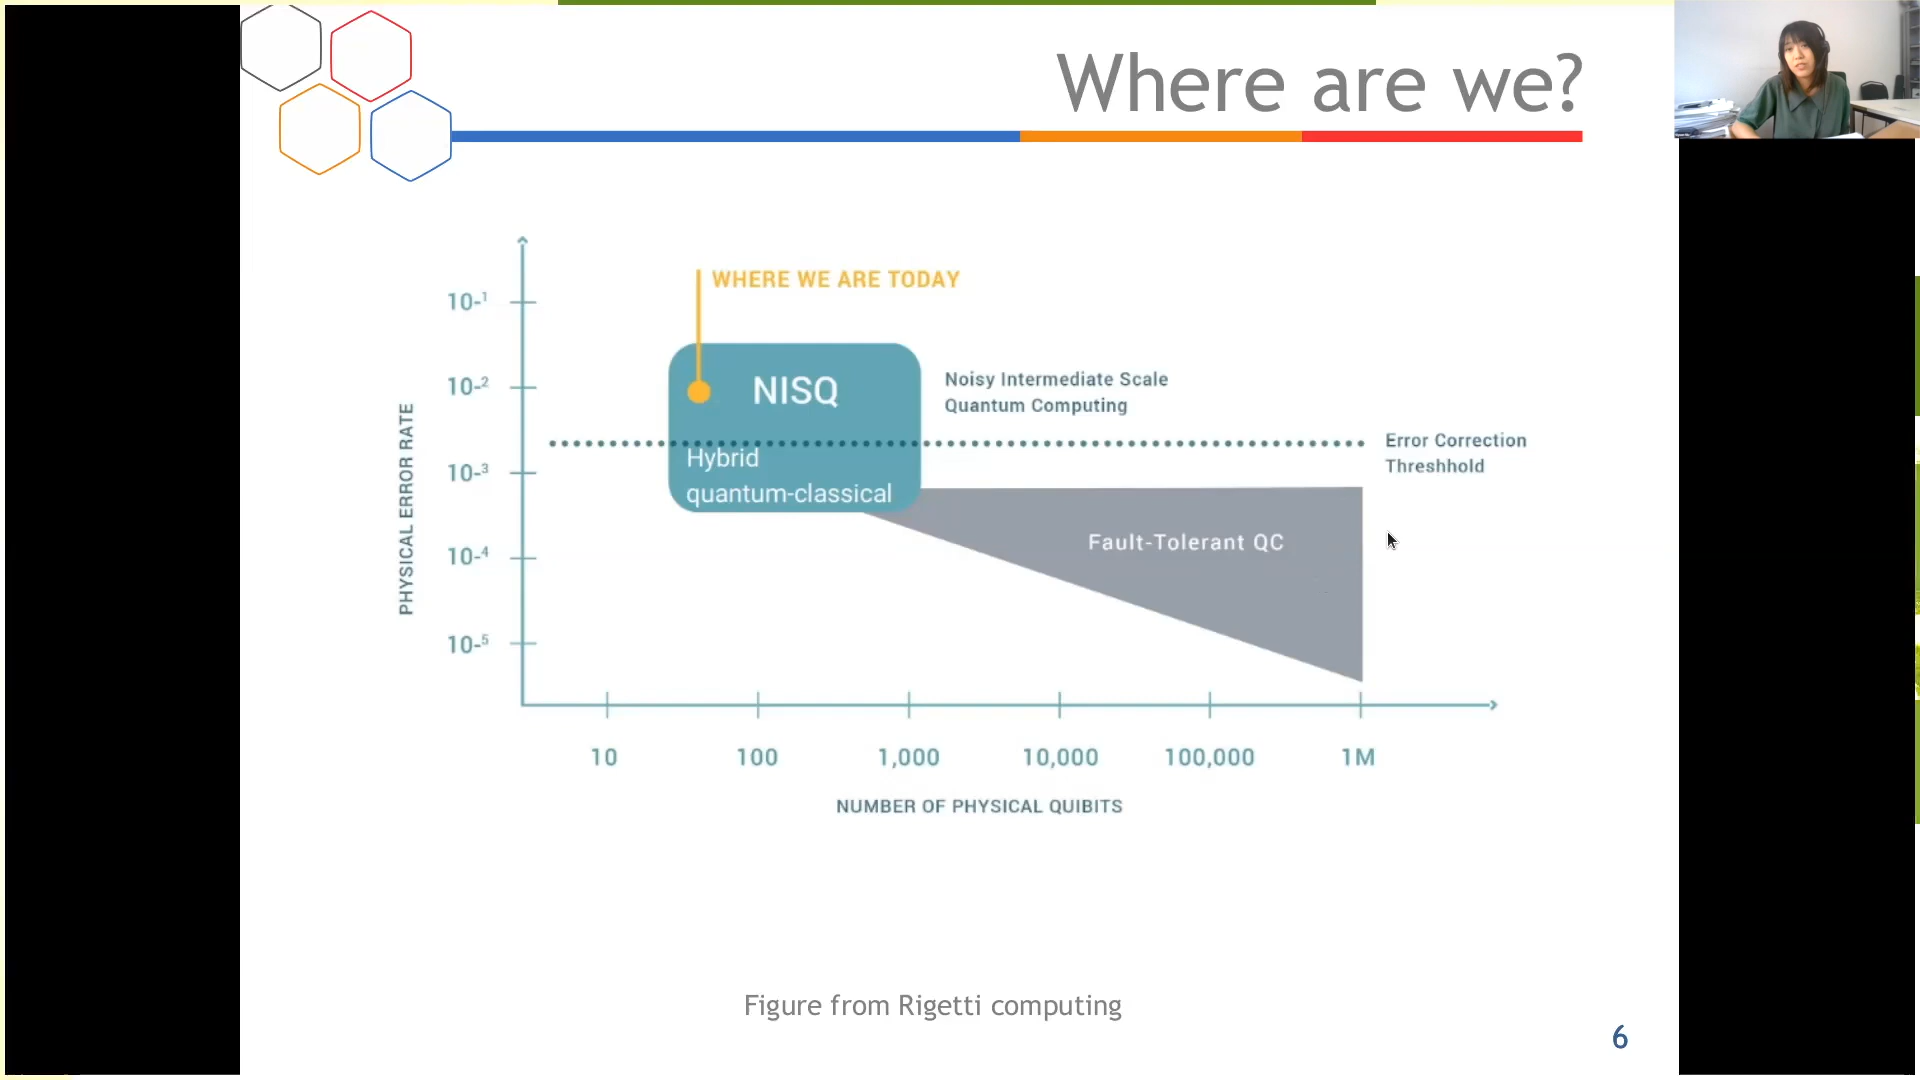 Where are we?
WHERE WE ARE TODAY
10-¹
10-²
10-³
10-⁴
10-⁵
PHYSICAL ERROR RATE
NISQ
Hybrid
quantum-classical
Noisy Intermediate Scale
Quantum Computing
Error Correction
Threshhold
Fault-Tolerant QC
10 100 1,000 10,000 100,000 1M
NUMBER OF PHYSICAL QUIBITS
Figure from Rigetti computing
6